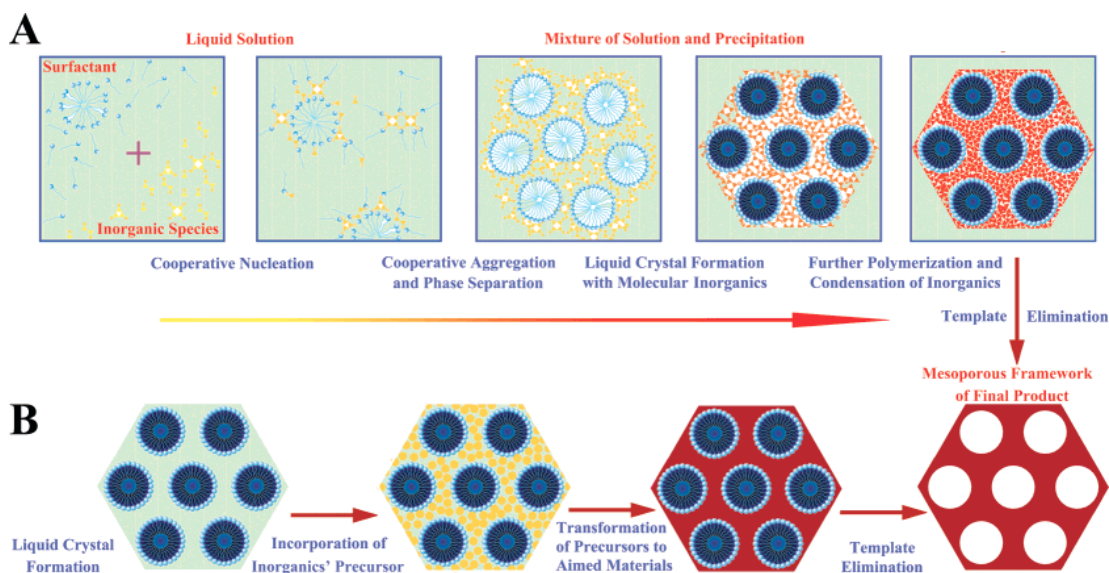 A
Liquid Solution
Mixture of Solution and Precipitation
Surfactant
Inorganic Species
Cooperative Nucleation
Cooperative Aggregation
and Phase Separation
Liquid Crystal Formation
with Molecular Inorganics
Further Polymerization and
Condensation of Inorganics
Template Elimination
Mesoporous Framework
of Final Product
B
Liquid Crystal
Formation
Incorporation of
Inorganics' Precursor
Transformation
of Precursors to
Aimed Materials
Template
Elimination